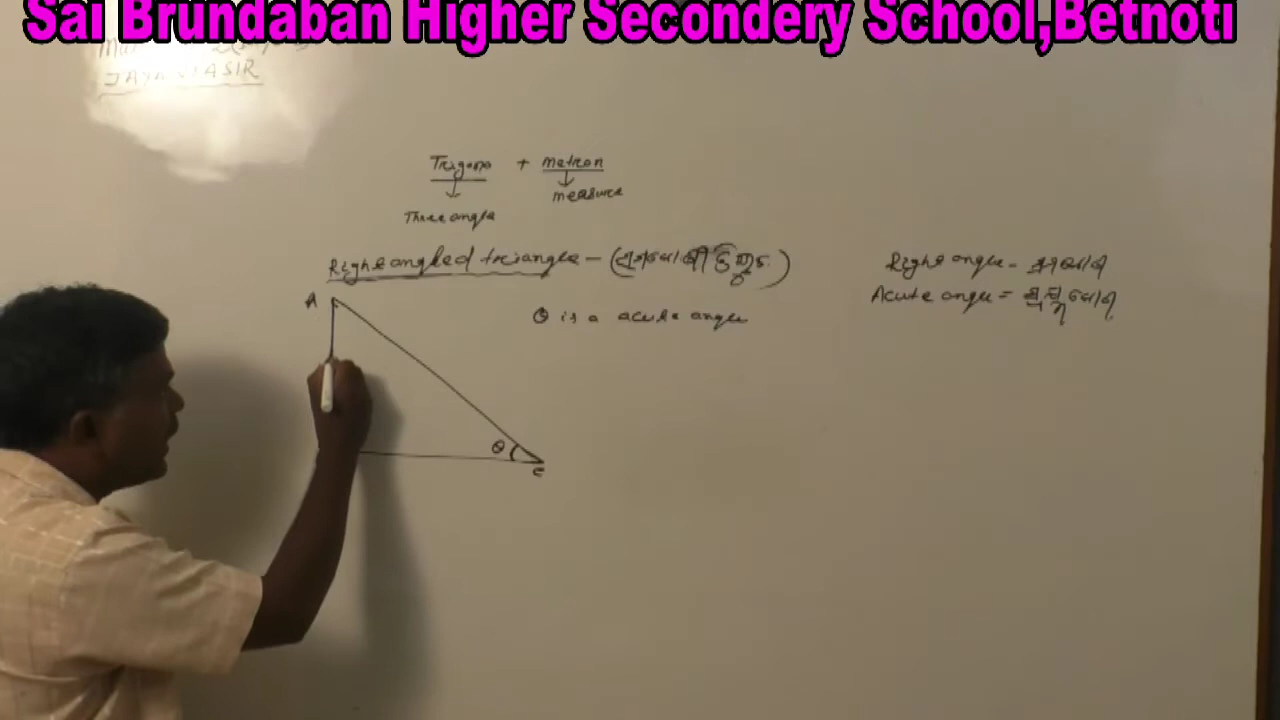 Sai Brundaban Higher Secondery School,Betnoti
Trigono + metron
measure
Three angle
Right angled triangle - (ସମକୋଣୀ ତ୍ରିଭୁଜ)
Right angle - ସମକୋଣ
Acute angle = ସୂକ୍ଷ୍ମକୋଣ
A
θ is a acute angle
θ
C